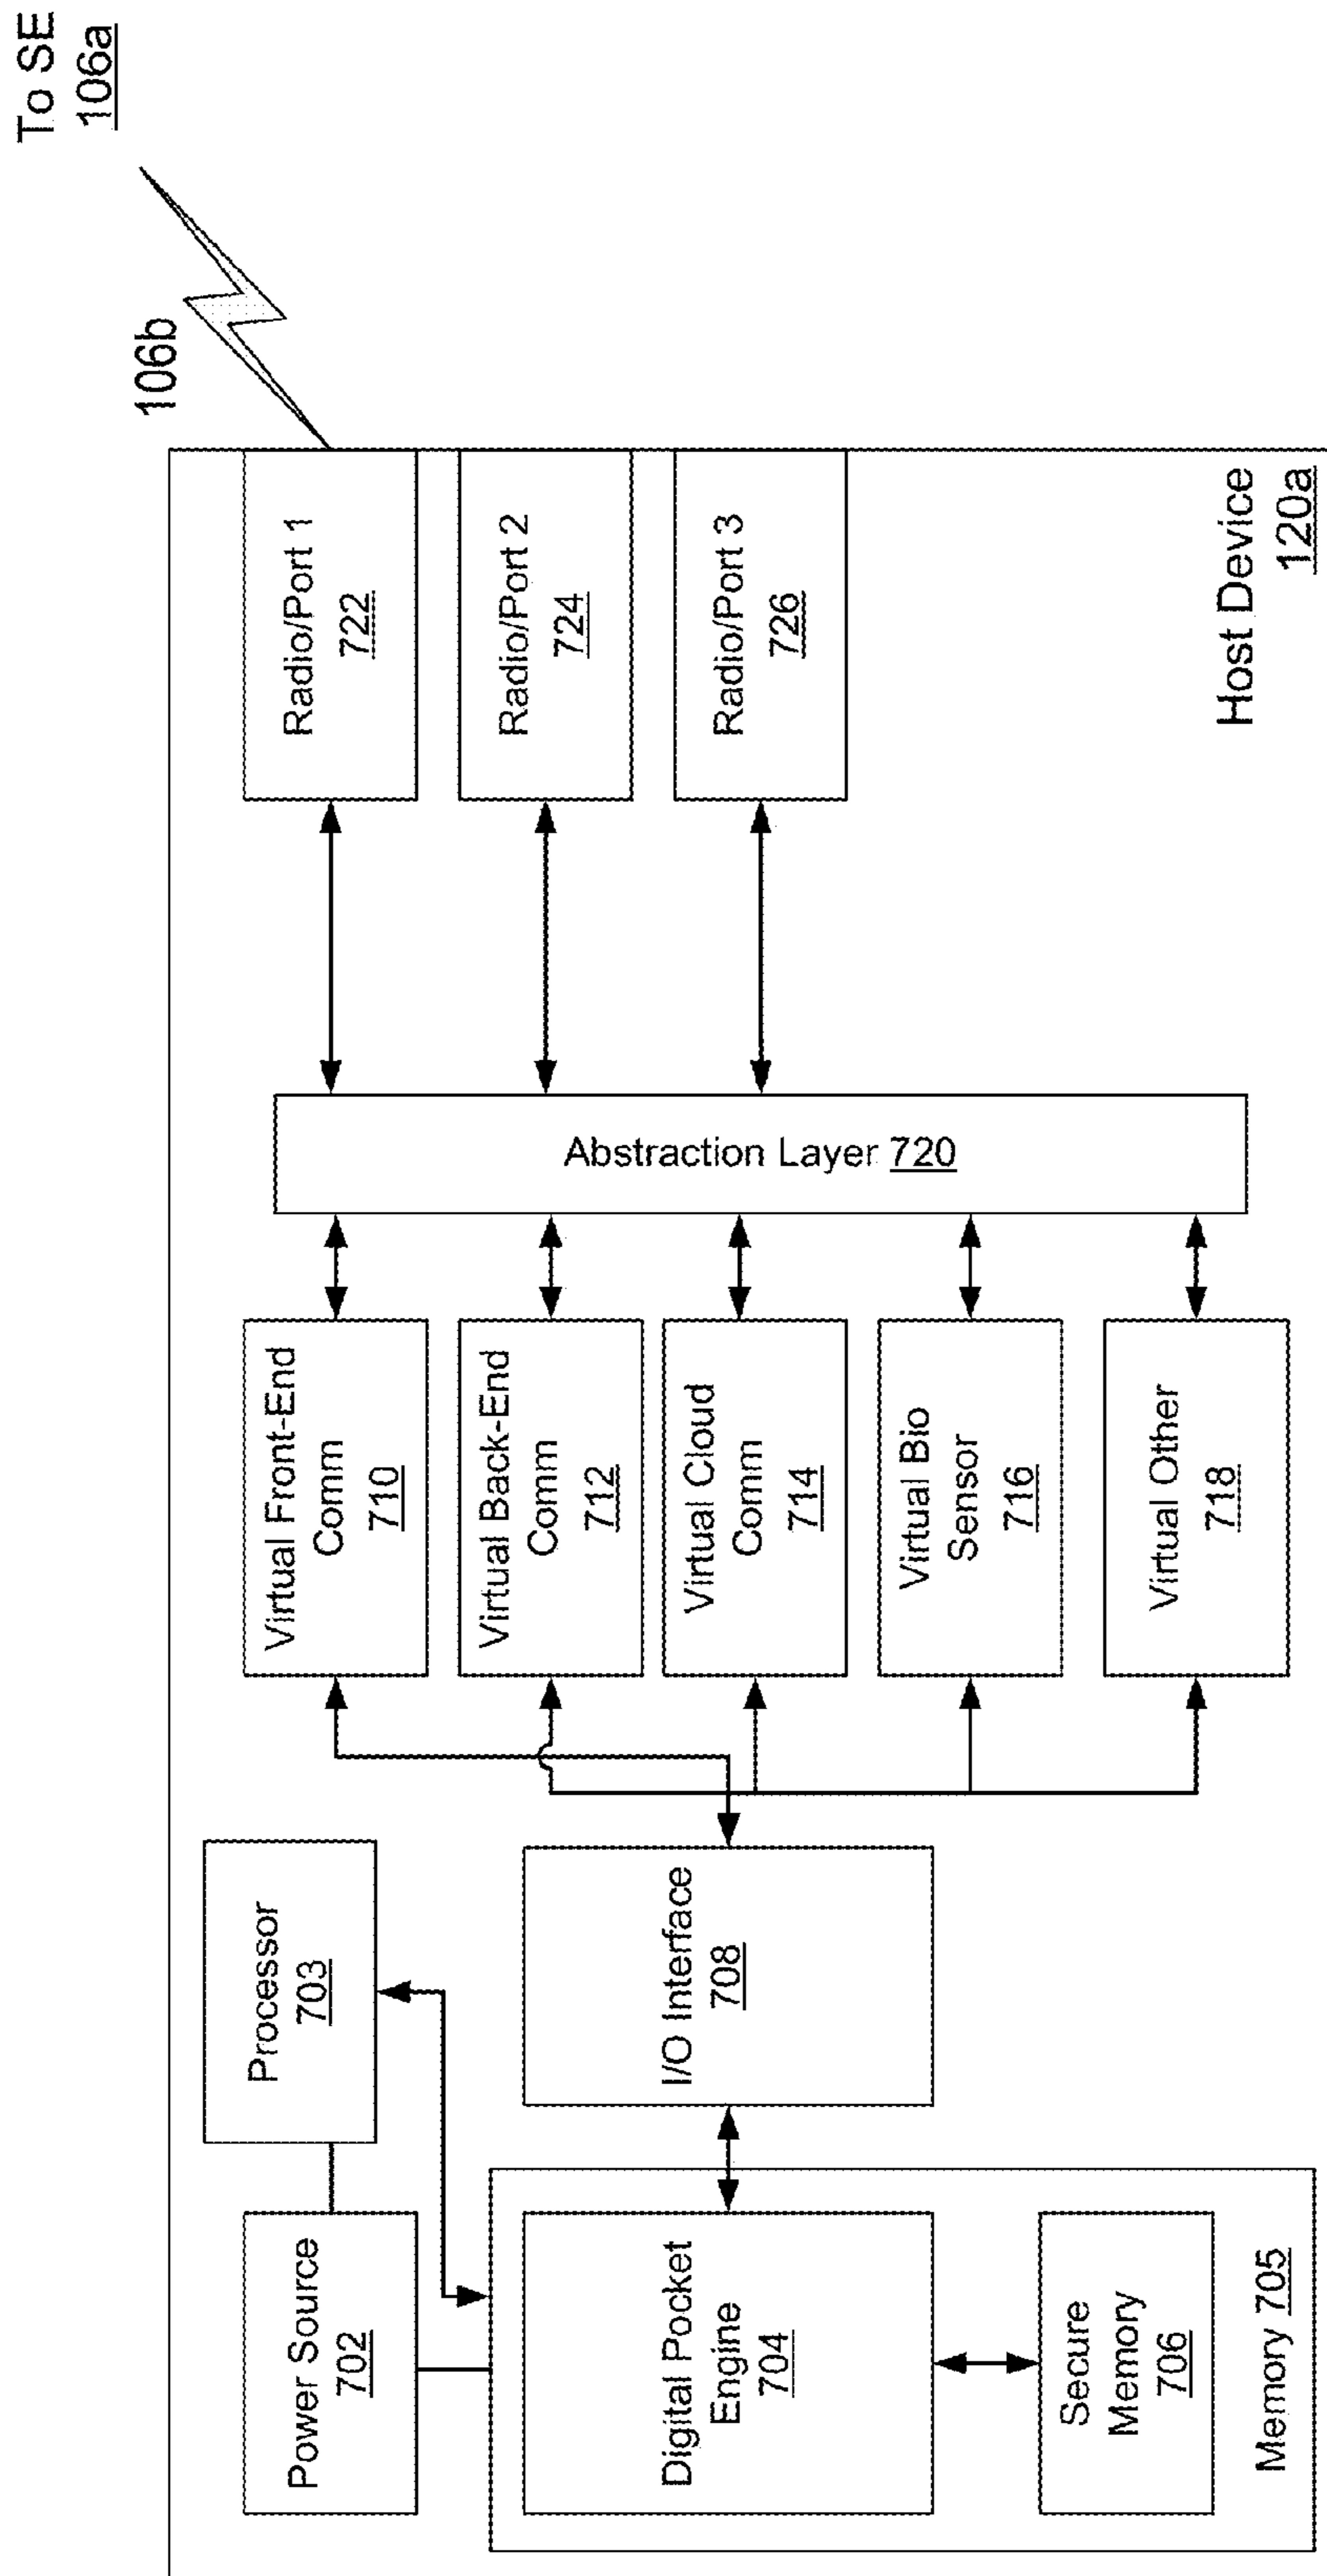 To SE
106a
106b
Power Source
702
Processor
703
Digital Pocket
Engine
704
Secure
Memory
706
Memory 705
I/O Interface
708
Virtual Front-End
Comm
710
Virtual Back-End
Comm
712
Virtual Cloud
Comm
714
Virtual Bio
Sensor
716
Virtual Other
718
Abstraction Layer 720
Radio/Port 1
722
Radio/Port 2
724
Radio/Port 3
726
Host Device
120a